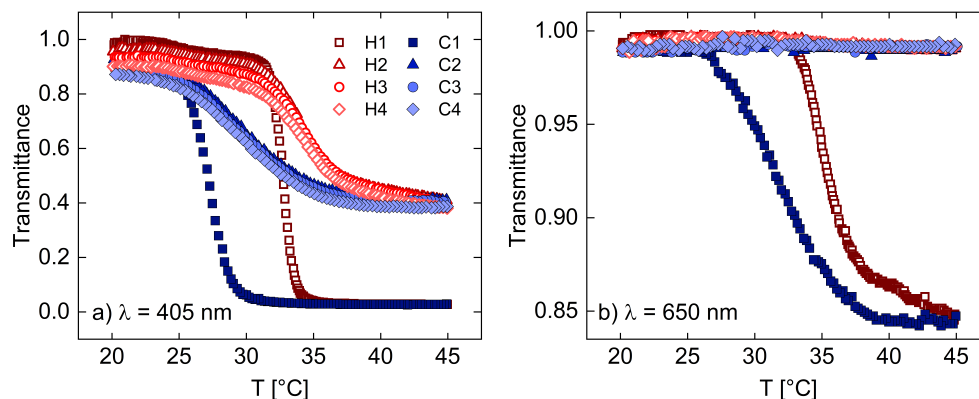 1.0
0.8
0.6
0.4
0.2
0.0
Transmittance
H1 C1
H2 C2
H3 C3
H4 C4
a) λ = 405 nm
20 25 30 35 40 45
T [°C]
1.00
0.95
0.90
0.85
Transmittance
b) λ = 650 nm
20 25 30 35 40 45
T [°C]